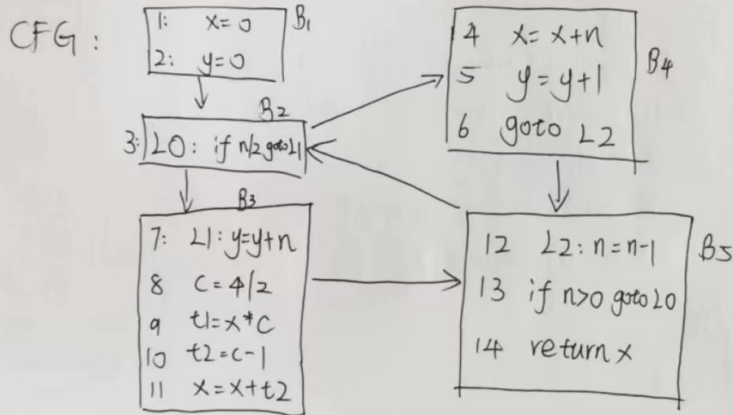 CFG:
1: x=0 B1
2: y=0
B2
3: L0: if n/2 goto L1
B3
7: L1: y=y+n
8 c=4/2
9 t1=x*c
10 t2=c-1
11 x=x+t2
4 x=x+n B4
5 y=y+1
6 goto L2
12 L2: n=n-1 B5
13 if n>0 goto L0
14 return x